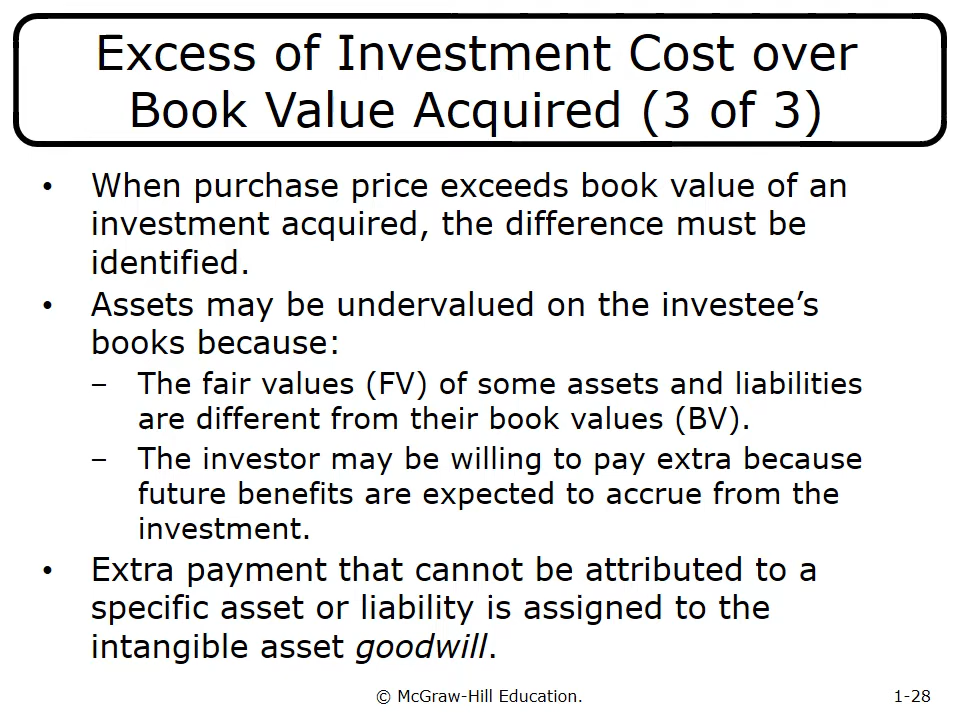 Excess of Investment Cost over
Book Value Acquired (3 of 3)
• When purchase price exceeds book value of an
investment acquired, the difference must be
identified.
• Assets may be undervalued on the investee’s
books because:
– The fair values (FV) of some assets and liabilities
are different from their book values (BV).
– The investor may be willing to pay extra because
future benefits are expected to accrue from the
investment.
• Extra payment that cannot be attributed to a
specific asset or liability is assigned to the
intangible asset goodwill.
© McGraw-Hill Education. 1-28